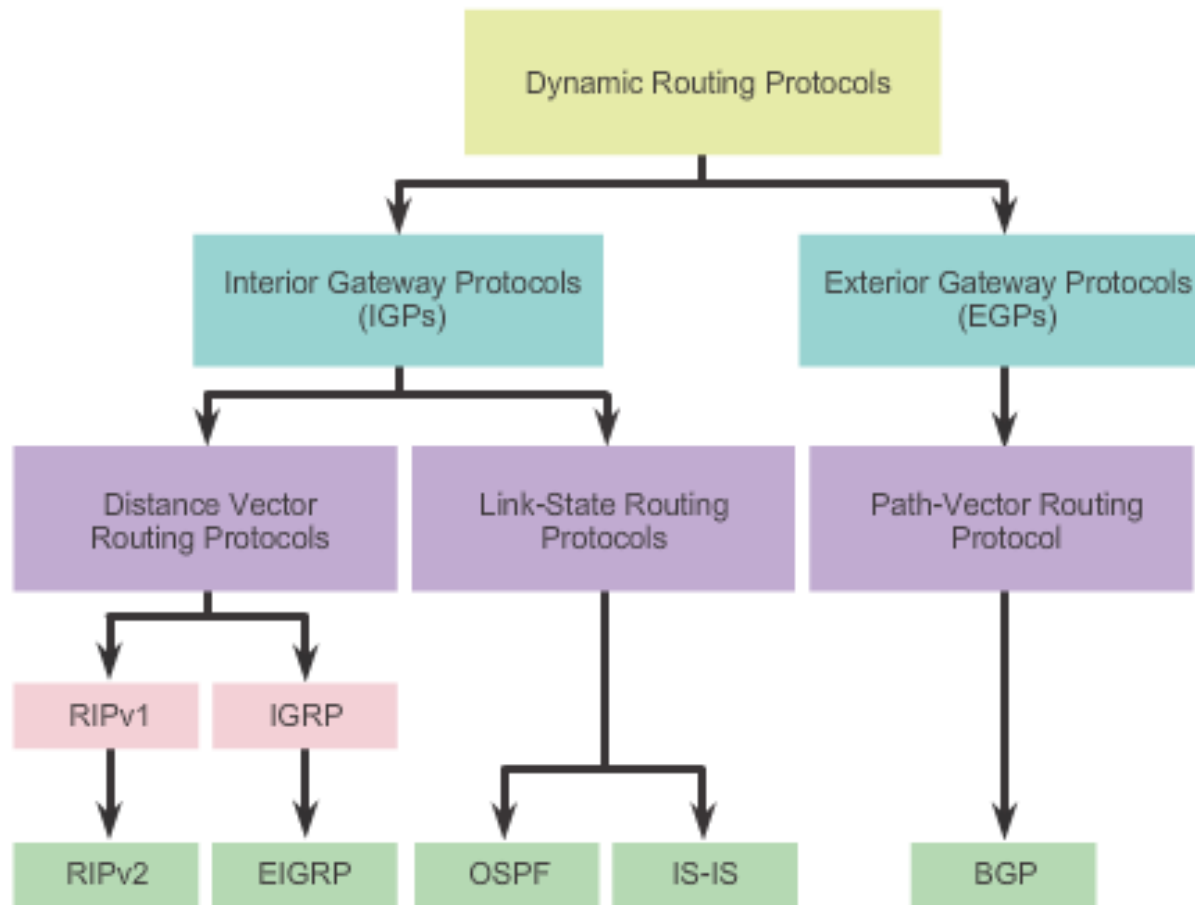 Dynamic Routing Protocols
Interior Gateway Protocols
(IGPs)
Exterior Gateway Protocols
(EGPs)
Distance Vector
Routing Protocols
Link-State Routing
Protocols
Path-Vector Routing
Protocol
RIPv1
IGRP
RIPv2
EIGRP
OSPF
IS-IS
BGP